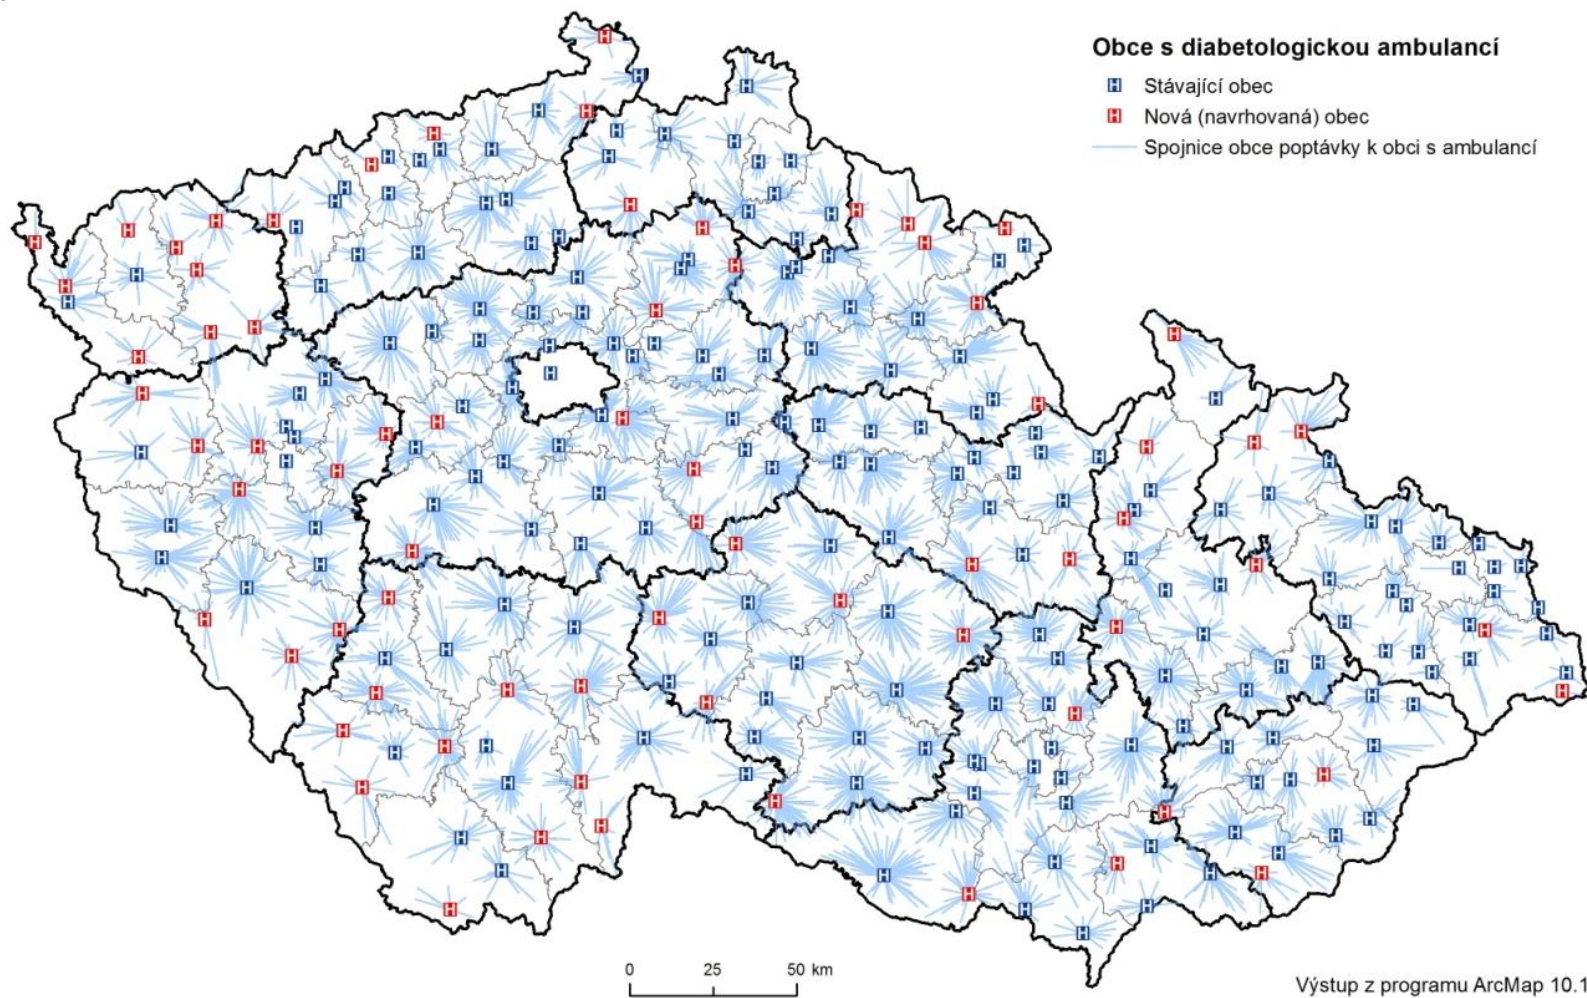 Obce s diabetologickou ambulancí
H Stávající obec
H Nová (navrhovaná) obec
Spojnice obce poptávky k obci s ambulancí
0 25 50 km
Výstup z programu ArcMap 10.1